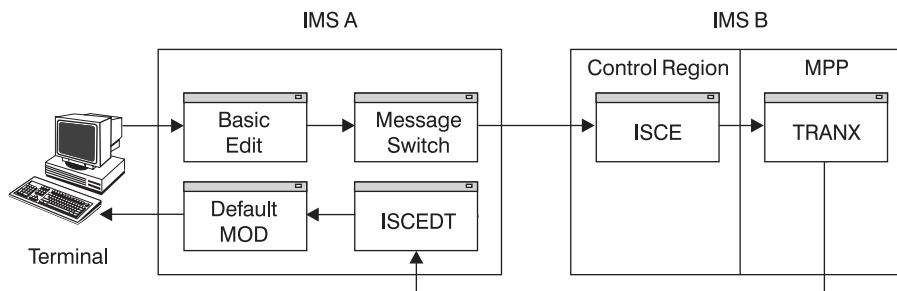 IMS A
IMS B
Control Region
MPP
Basic
Edit
Message
Switch
ISCE
TRANX
Default
MOD
ISCEDT
Terminal